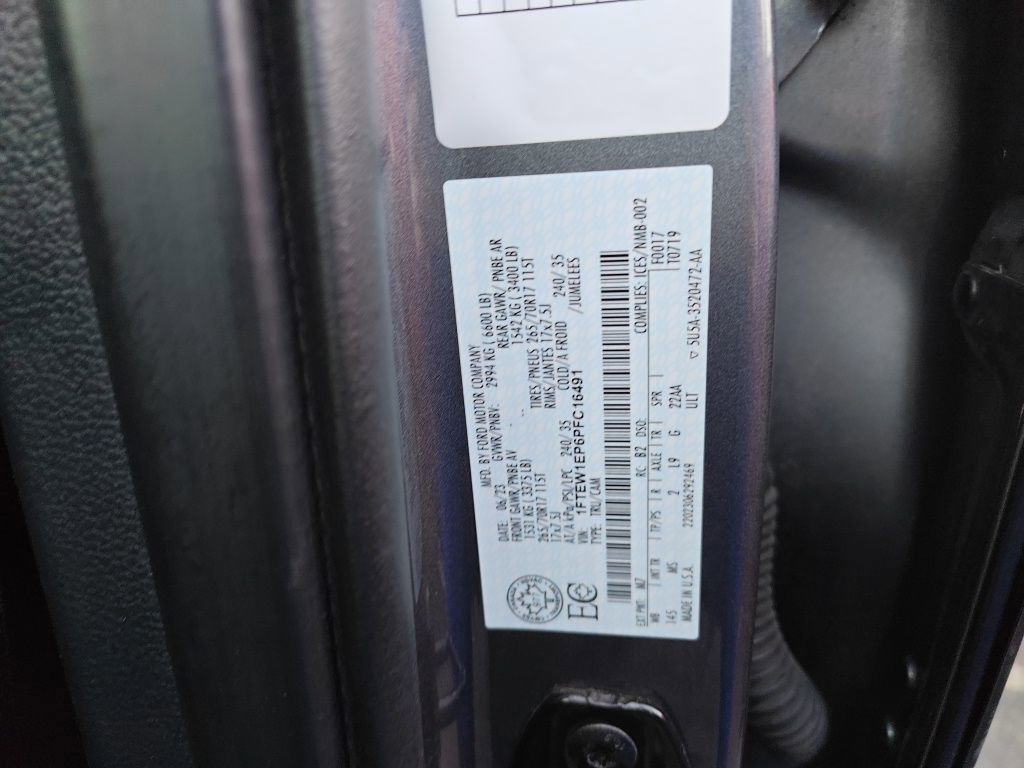 MFD. BY FORD MOTOR COMPANY
DATE: 06/23 GVWR/PNBV: 2994 KG ( 6600 LB)
FRONT GAWR/PNBE AV REAR GAWR/ PNBE AR
1531 KG ( 3375 LB) 1542 KG ( 3400 LB)
265/70R17 115T TIRES/PNEUS 265/70R17 115T
17x7.5J RIMS/JANTES 17x7.5J
AT/A kPa/PSI/LPC 240/ 35 COLD/A FROID 240/ 35
VIN: 1FTEW1EP6PFC16491 /JUMELEES
TYPE: TRU/CAM
EC
EXT PNT: M7 RC: B2 DSO: COMPLIES: ICES/NMB-002
WB INT TR TP/PS R AXLE TR SPR F0017
145 MS 2 L9 G 22AA T0719
MADE IN U.S.A. 2202306292469 ULT
5U5A-3520472-AA